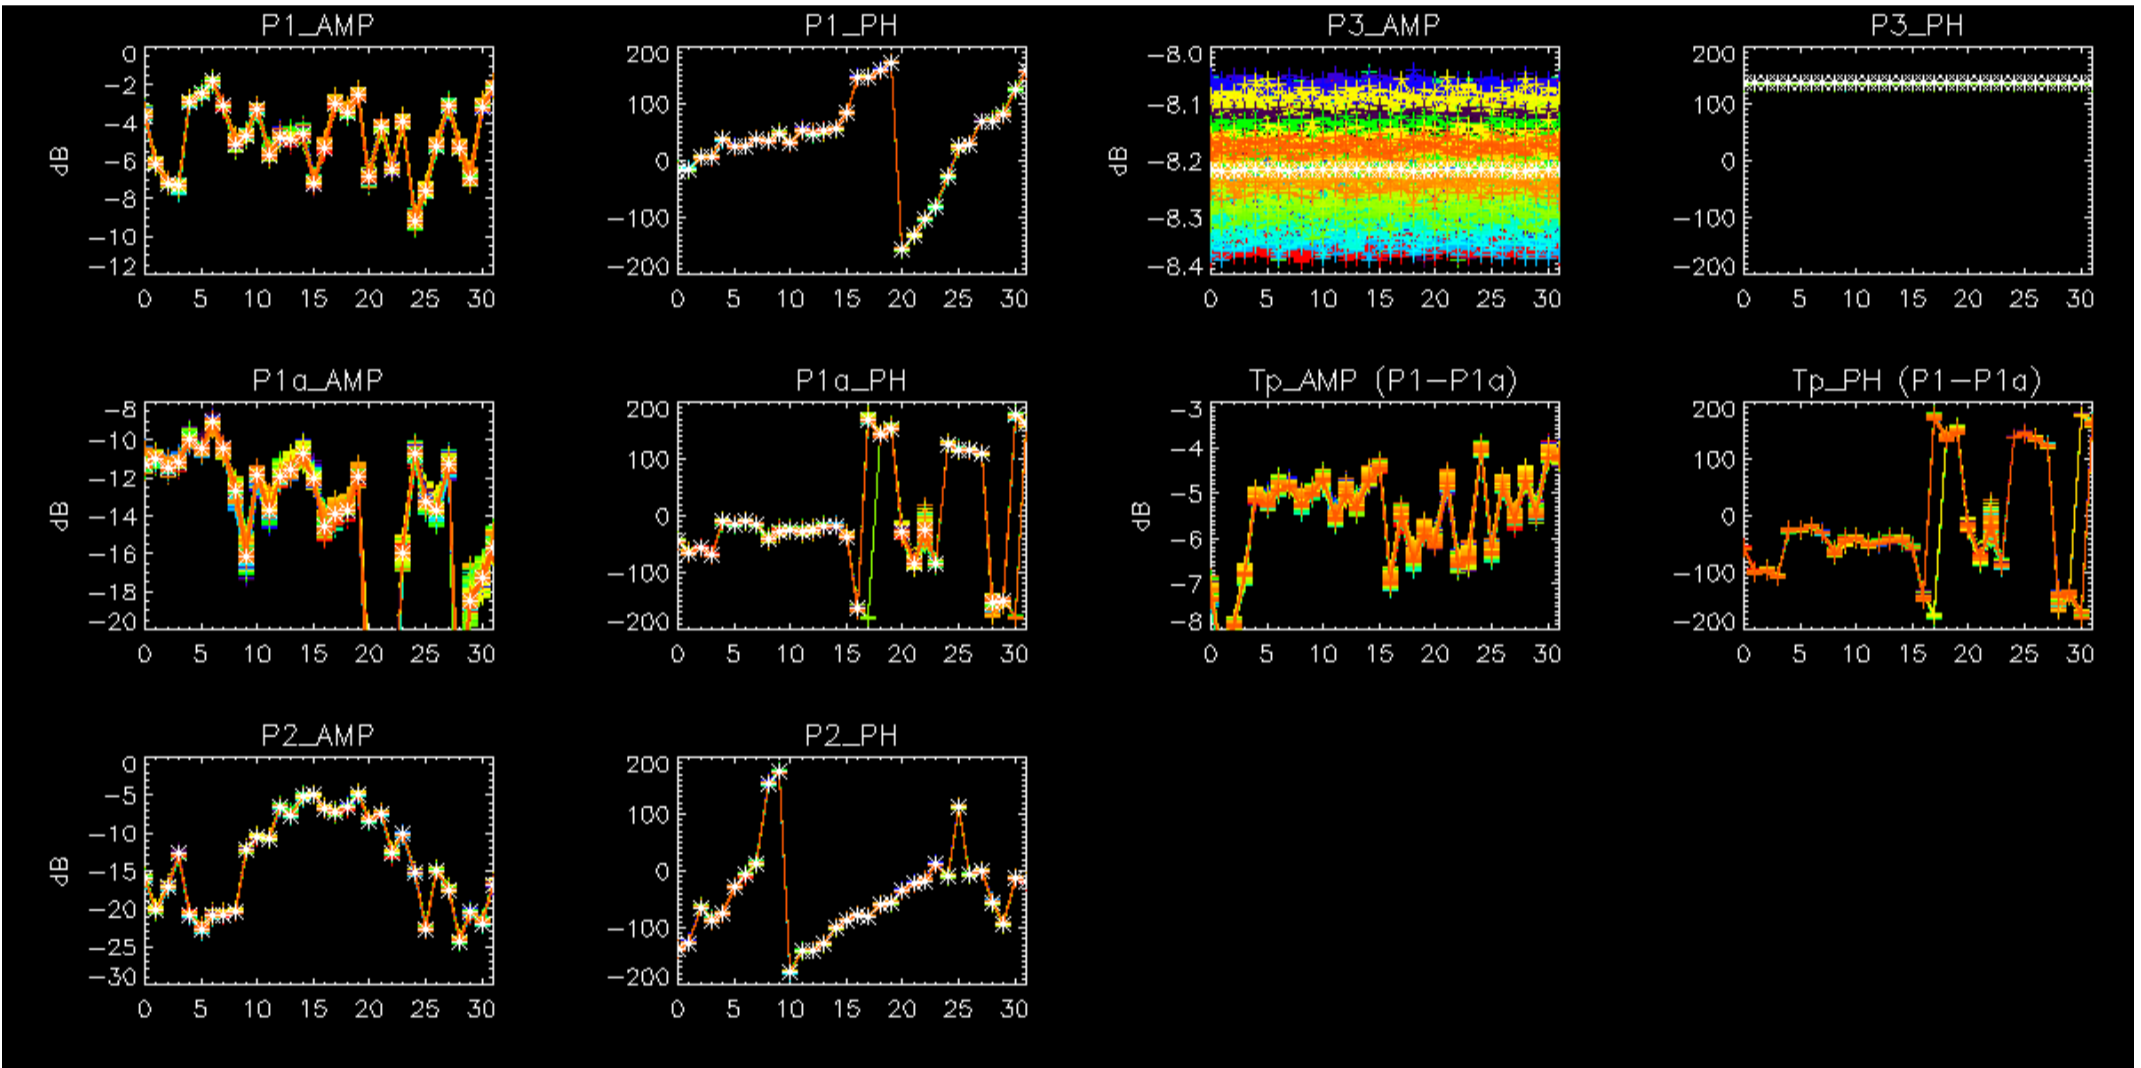 P1_AMP
P1_PH
P3_AMP
P3_PH
0
-2
-4
-6
-8
-10
-12
dB
0 5 10 15 20 25 30
200
100
0
-100
-200
0 5 10 15 20 25 30
-8.0
-8.1
-8.2
-8.3
-8.4
dB
0 5 10 15 20 25 30
200
100
0
-100
-200
0 5 10 15 20 25 30
P1a_AMP
P1a_PH
Tp_AMP (P1-P1a)
Tp_PH (P1-P1a)
-8
-10
-12
-14
-16
-18
-20
dB
0 5 10 15 20 25 30
200
100
0
-100
-200
0 5 10 15 20 25 30
-3
-4
-5
-6
-7
-8
dB
0 5 10 15 20 25 30
200
100
0
-100
-200
0 5 10 15 20 25 30
P2_AMP
P2_PH
0
-5
-10
-15
-20
-25
-30
dB
0 5 10 15 20 25 30
200
100
0
-100
-200
0 5 10 15 20 25 30